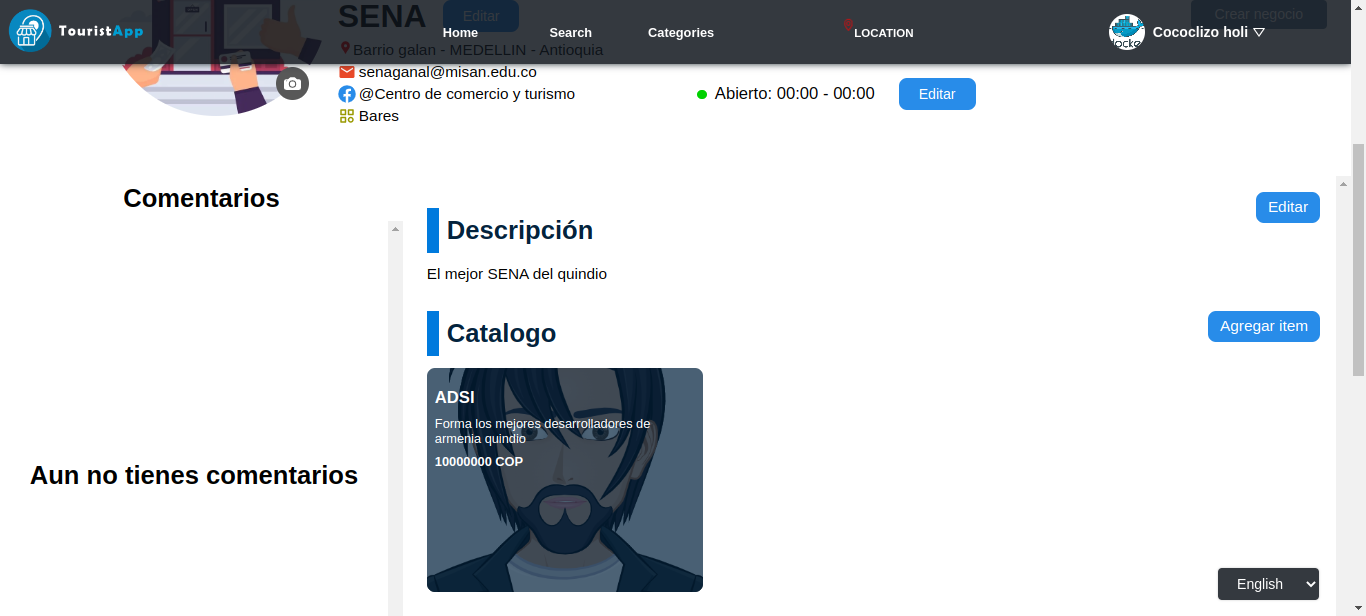 SENA
Editar
Crear negocio
TouristApp
Home
Search
Categories
LOCATION
Cococlizo holi
Barrio galan - MEDELLIN - Antioquia
senaganal@misan.edu.co
@Centro de comercio y turismo
Abierto: 00:00 - 00:00
Editar
Bares
Comentarios
Aun no tienes comentarios
Descripción
Editar
El mejor SENA del quindio
Catalogo
Agregar item
ADSI
Forma los mejores desarrolladores de
armenia quindio
10000000 COP
English